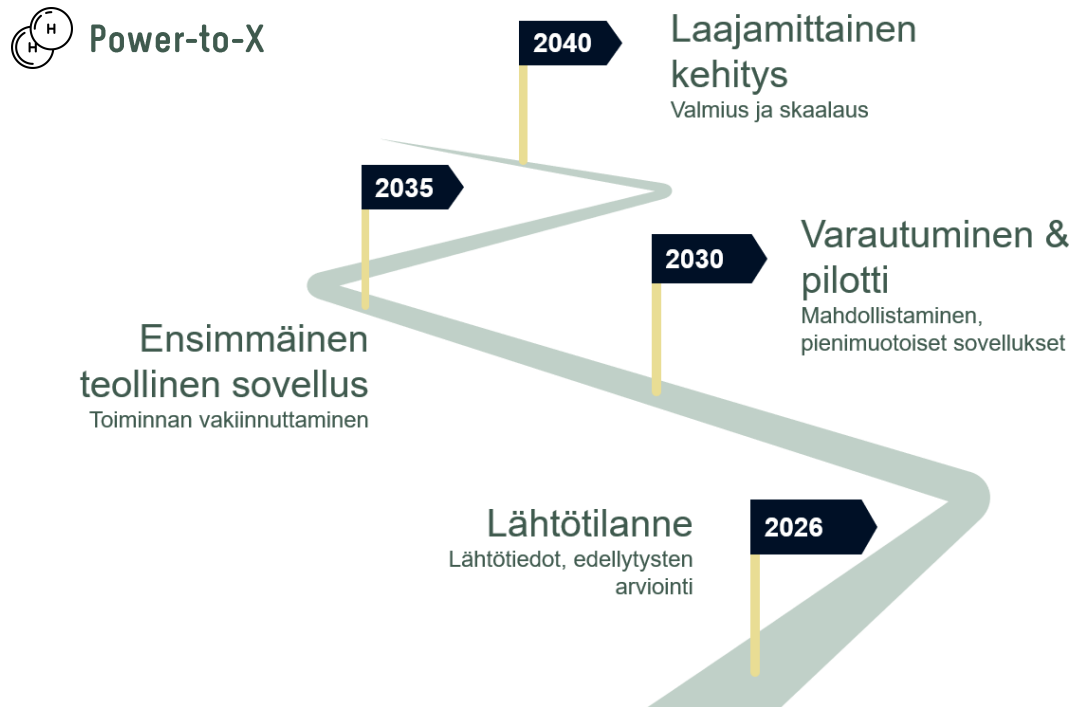 H
H
Power-to-X
2040
Laajamittainen
kehitys
Valmius ja skaalaus
2035
Ensimmäinen
teollinen sovellus
Toiminnan vakiinnuttaminen
2030
Varautuminen &
pilotti
Mahdollistaminen,
pienimuotoiset sovellukset
Lähtötilanne
Lähtötiedot, edellytysten
arviointi
2026